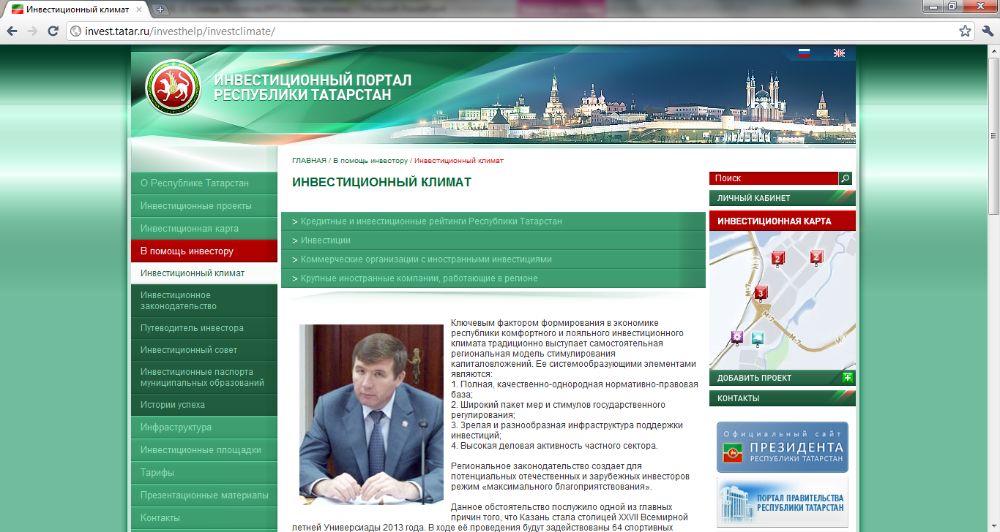 Инвестиционный климат
invest.tatar.ru/investhelp/investclimate/
ИНВЕСТИЦИОННЫЙ ПОРТАЛ
РЕСПУБЛИКИ ТАТАРСТАН
О Республике Татарстан
Инвестиционные проекты
Инвестиционная карта
В помощь инвестору
Инвестиционный климат
Инвестиционное
законодательство
Путеводитель инвестора
Инвестиционный совет
Инвестиционные паспорта
муниципальных образований
Истории успеха
Инфраструктура
Инвестиционные площадки
Тарифы
Презентационные материалы
Контакты
ГЛАВНАЯ / В помощь инвестору / Инвестиционный климат
ИНВЕСТИЦИОННЫЙ КЛИМАТ
> Кредитные и инвестиционные рейтинги Республики Татарстан
> Инвестиции
> Коммерческие организации с иностранными инвестициями
> Крупные иностранные компании, работающие в регионе
Ключевым фактором формирования в экономике
республики комфортного и лояльного инвестиционного
климата традиционно выступает самостоятельная
региональная модель стимулирования
капиталовложений. Ее системообразующими элементами
являются:
1. Полная, качественно-однородная нормативно-правовая
база;
2. Широкий пакет мер и стимулов государственного
регулирования;
3. Зрелая и разнообразная инфраструктура поддержки
инвестиций;
4. Высокая деловая активность частного сектора.
Региональное законодательство создает для
потенциальных отечественных и зарубежных инвесторов
режим «максимального благоприятствования».
Данное обстоятельство послужило одной из главных
причин того, что Казань стала столицей XXVII Всемирной
летней Универсиады 2013 года. В ходе её проведения будут задействованы 64 спортивных
Поиск
ЛИЧНЫЙ КАБИНЕТ
ИНВЕСТИЦИОННАЯ КАРТА
2
2
3
М-7
М-7
М-7
М-7
ДОБАВИТЬ ПРОЕКТ
КОНТАКТЫ
Официальный сайт
ПРЕЗИДЕНТА
РЕСПУБЛИКИ ТАТАРСТАН
ПОРТАЛ ПРАВИТЕЛЬСТВА
РЕСПУБЛИКИ ТАТАРСТАН